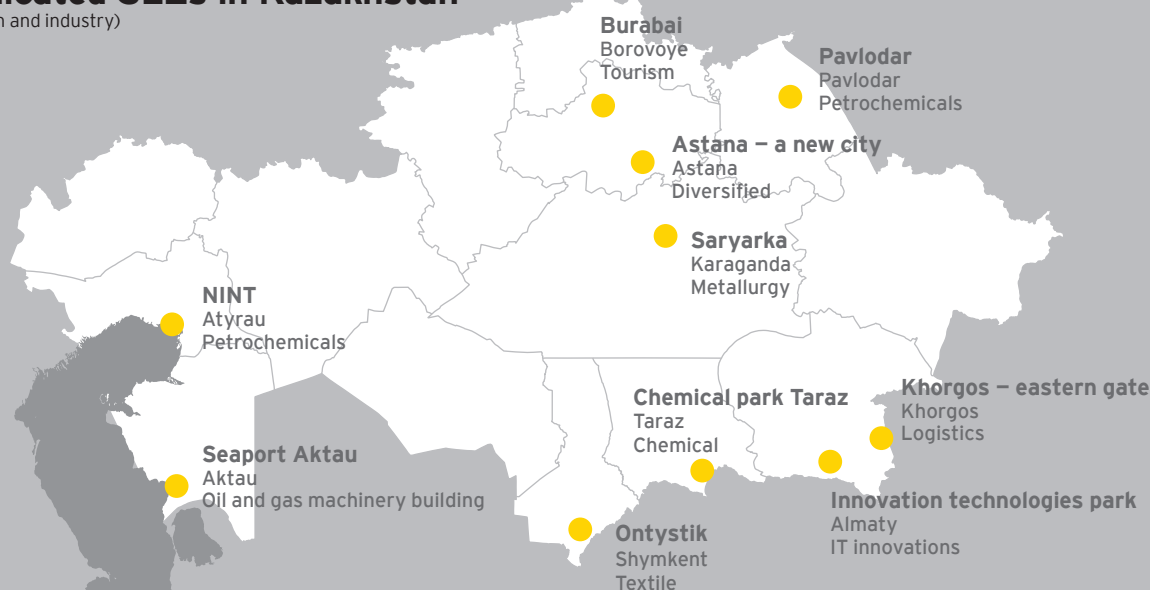 in Kazakhstan
and industry)
Burabai
Borovoye
Tourism
Pavlodar
Pavlodar
Petrochemicals
Astana – a new city
Astana
Diversified
Saryarka
Karaganda
Metallurgy
NINT
Atyrau
Petrochemicals
Chemical park Taraz
Taraz
Chemical
Khorgos – eastern gate
Khorgos
Logistics
Seaport Aktau
Aktau
Oil and gas machinery building
Innovation technologies park
Almaty
IT innovations
Ontystik
Shymkent
Textile